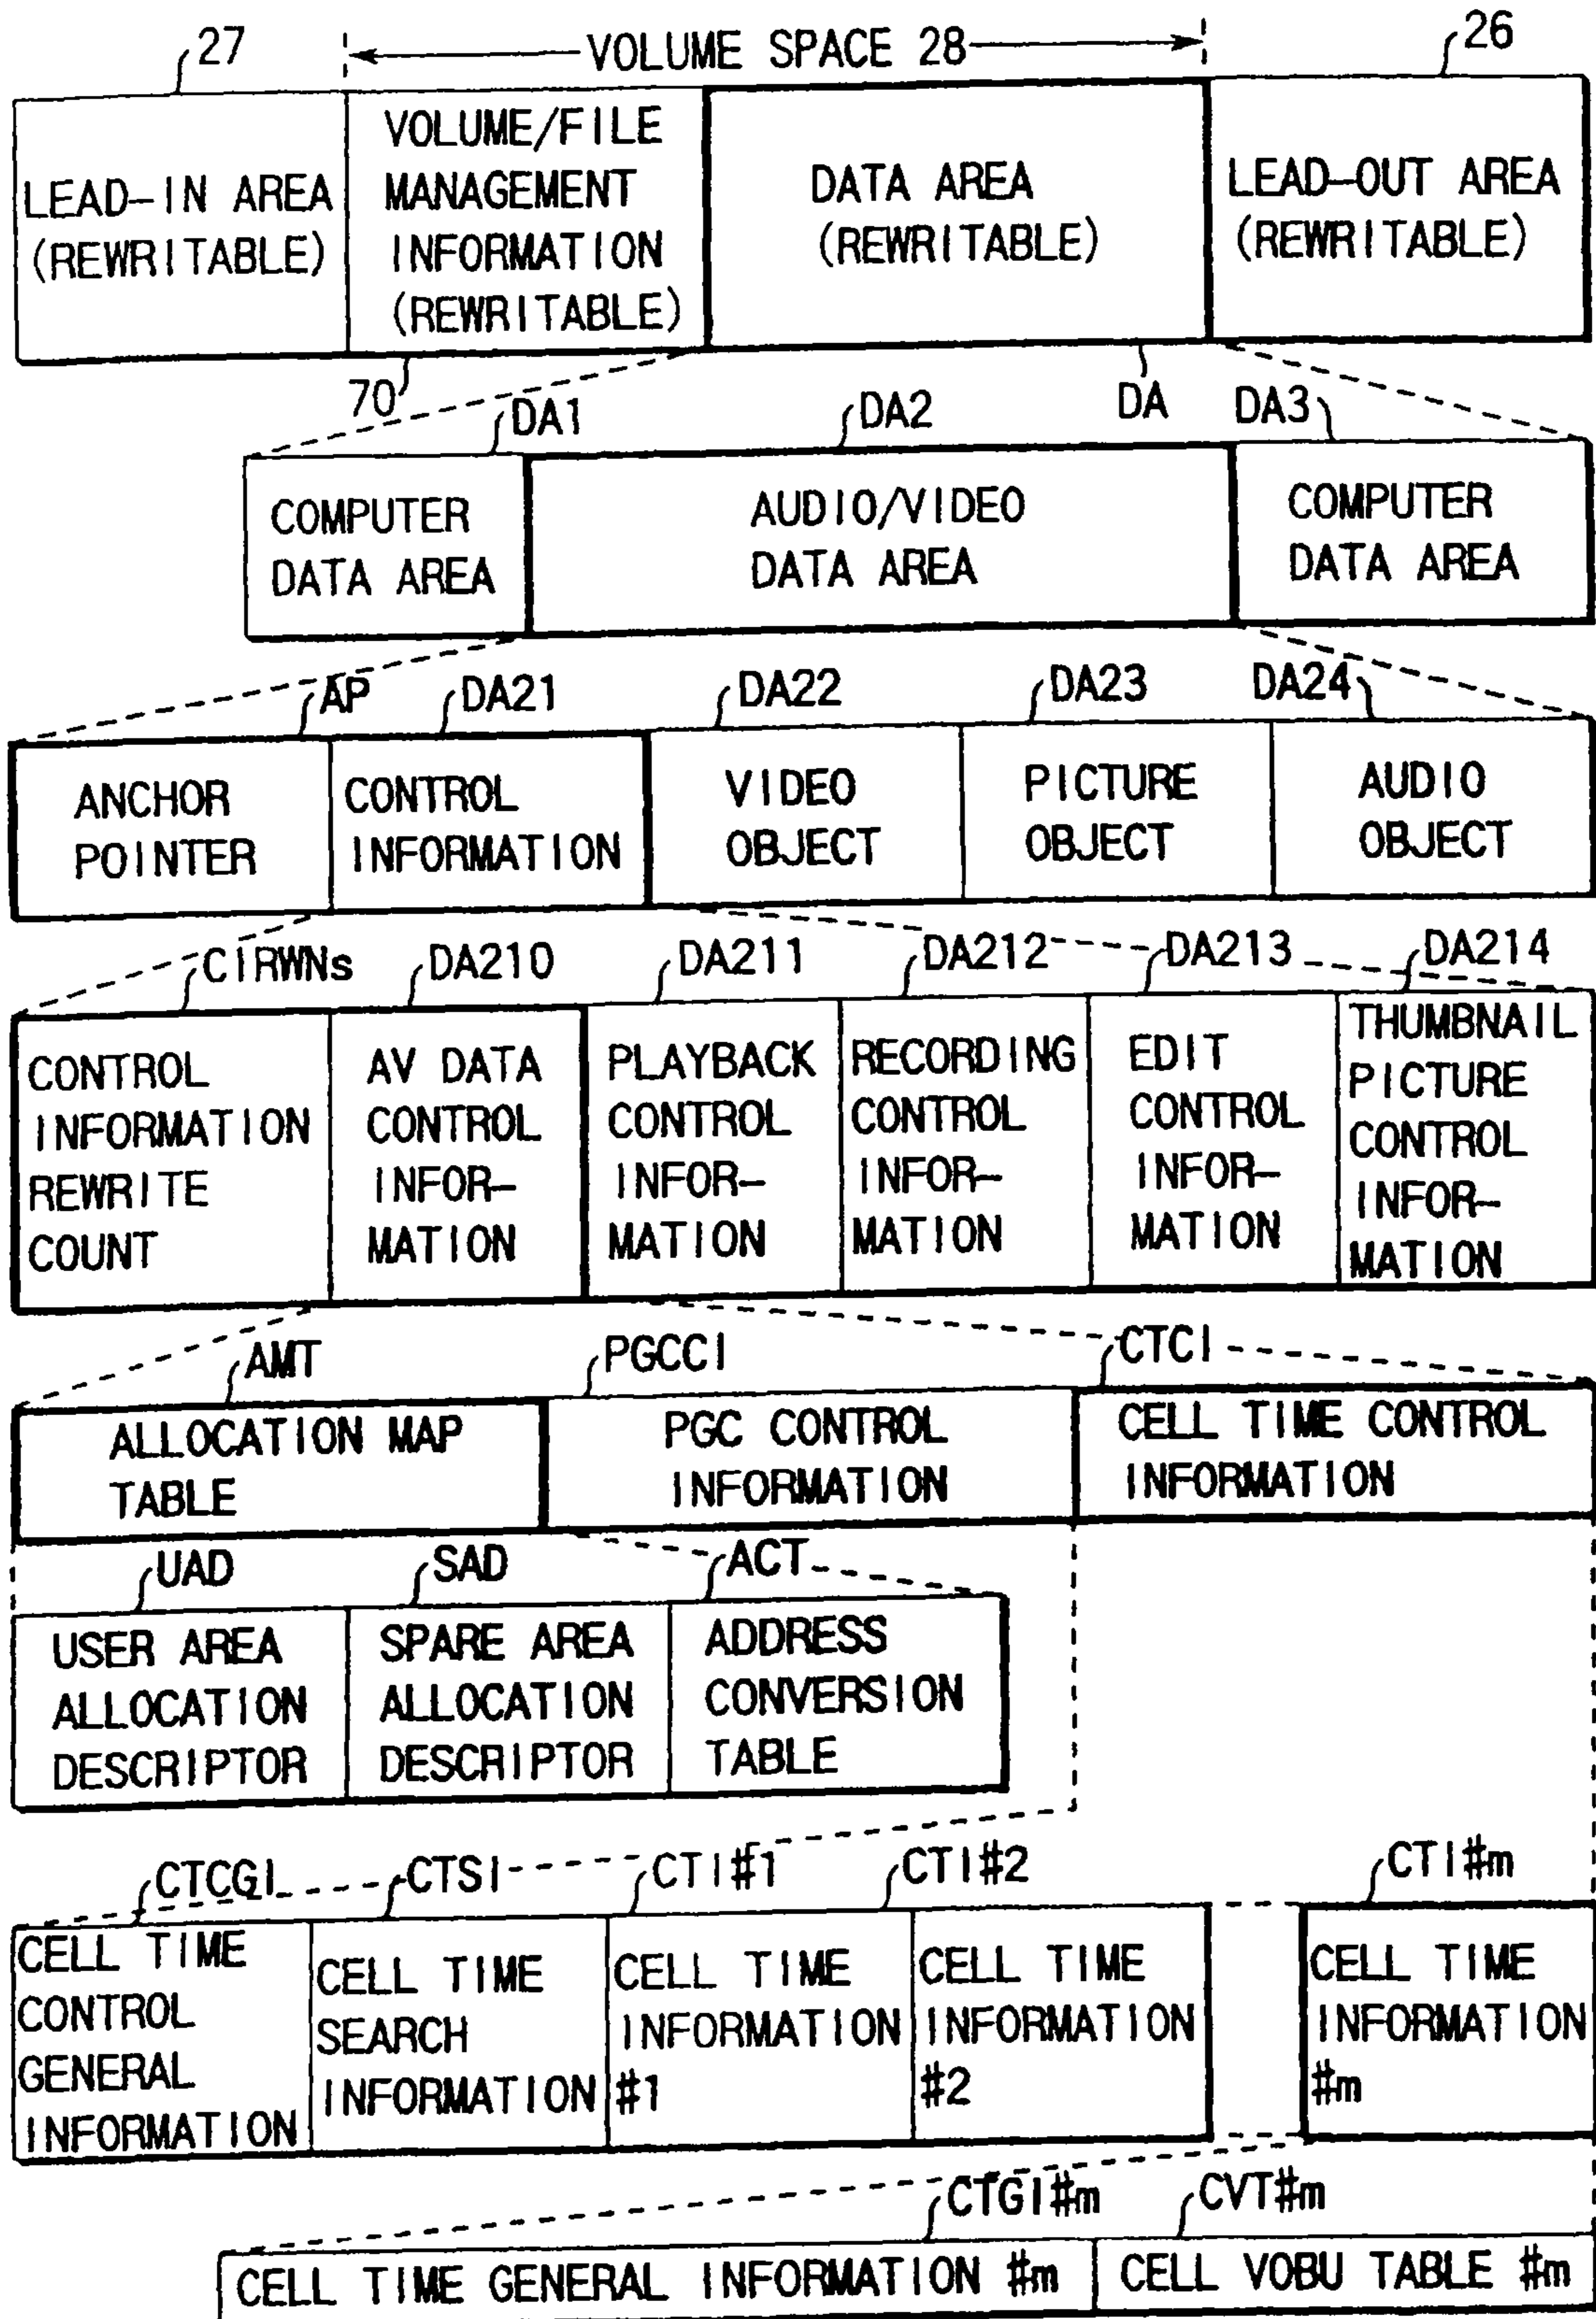 27
VOLUME SPACE 28
26
LEAD-IN AREA
(REWRITABLE)
VOLUME/FILE
MANAGEMENT
INFORMATION
(REWRITABLE)
DATA AREA
(REWRITABLE)
LEAD-OUT AREA
(REWRITABLE)
70
DA1
DA2
DA
DA3
COMPUTER
DATA AREA
AUDIO/VIDEO
DATA AREA
COMPUTER
DATA AREA
AP
DA21
DA22
DA23
DA24
ANCHOR
POINTER
CONTROL
INFORMATION
VIDEO
OBJECT
PICTURE
OBJECT
AUDIO
OBJECT
CIRWNs
DA210
DA211
DA212
DA213
DA214
CONTROL
INFORMATION
REWRITE
COUNT
AV DATA
CONTROL
INFOR-
MATION
PLAYBACK
CONTROL
INFOR-
MATION
RECORDING
CONTROL
INFOR-
MATION
EDIT
CONTROL
INFOR-
MATION
THUMBNAIL
PICTURE
CONTROL
INFOR-
MATION
AMT
PGCCI
CTCI
ALLOCATION MAP
TABLE
PGC CONTROL
INFORMATION
CELL TIME CONTROL
INFORMATION
UAD
SAD
ACT
USER AREA
ALLOCATION
DESCRIPTOR
SPARE AREA
ALLOCATION
DESCRIPTOR
ADDRESS
CONVERSION
TABLE
CTCGI
CTSI
CTI#1
CTI#2
CTI#m
CELL TIME
CONTROL
GENERAL
INFORMATION
CELL TIME
SEARCH
INFORMATION
CELL TIME
INFORMATION
#1
CELL TIME
INFORMATION
#2
CELL TIME
INFORMATION
#m
CTGI#m
CVT#m
CELL TIME GENERAL INFORMATION #m
CELL VOBU TABLE #m